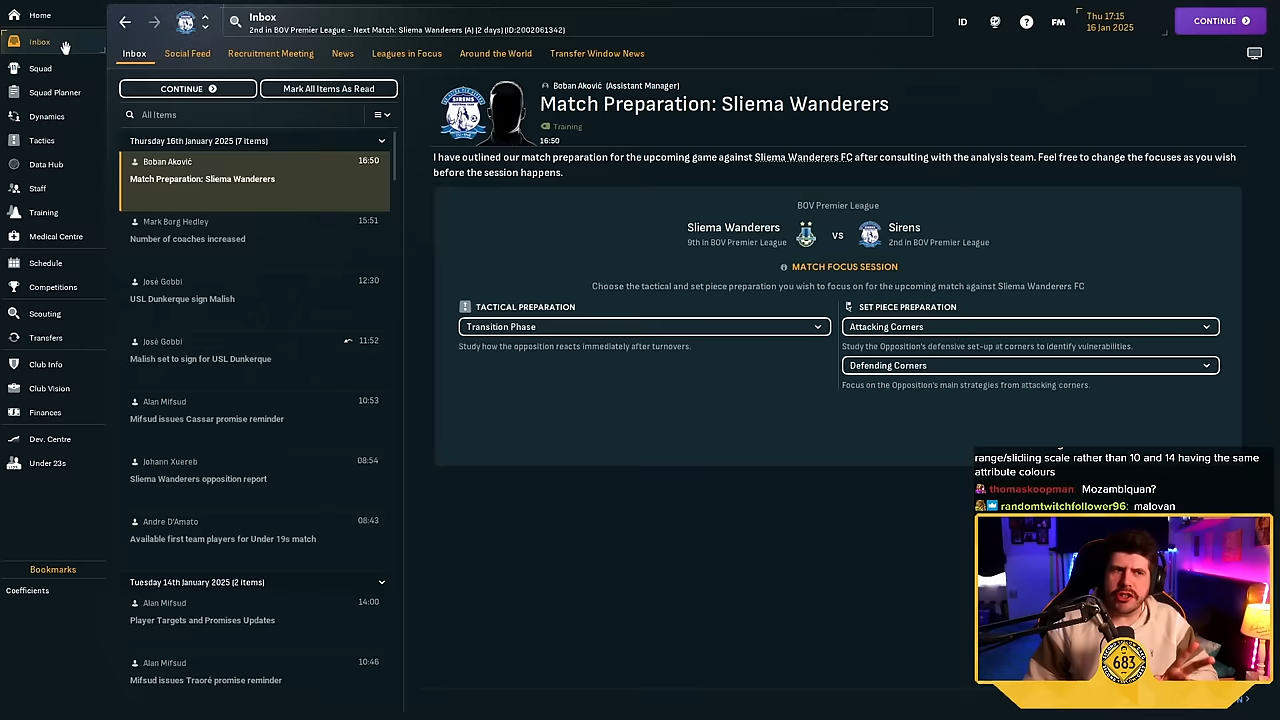 Home
Inbox
Squad
Squad Planner
Dynamics
Tactics
Data Hub
Staff
Training
Medical Centre
Schedule
Competitions
Scouting
Transfers
Club Info
Club Vision
Finances
Dev. Centre
Under 23s
Bookmarks
Coefficients
Inbox
2nd in BOV Premier League - Next Match: Sliema Wanderers (A) (2 days) (ID:2002061342)
ID
FM
Thu 17:15
16 Jan 2025
CONTINUE
Inbox
Social Feed
Recruitment Meeting
News
Leagues in Focus
Around the World
Transfer Window News
CONTINUE
Mark All Items As Read
All Items
Thursday 16th January 2025 (7 items)
Boban Aković 16:50
Match Preparation: Sliema Wanderers
Mark Borg Hedley 15:51
Number of coaches increased
José Gobbi 12:30
USL Dunkerque sign Malish
José Gobbi 11:52
Malish set to sign for USL Dunkerque
Alan Mifsud 10:53
Mifsud issues Cassar promise reminder
Johann Xuereb 08:54
Sliema Wanderers opposition report
Andre D'Amato 08:43
Available first team players for Under 19s match
Tuesday 14th January 2025 (2 items)
Alan Mifsud 14:00
Player Targets and Promises Updates
Alan Mifsud 10:46
Mifsud issues Traoré promise reminder
SIRENS
Boban Aković (Assistant Manager)
Match Preparation: Sliema Wanderers
Training
16:50
I have outlined our match preparation for the upcoming game against Sliema Wanderers FC after consulting with the analysis team. Feel free to change the focuses as you wish
before the session happens.
BOV Premier League
Sliema Wanderers
9th in BOV Premier League
VS
Sirens
2nd in BOV Premier League
MATCH FOCUS SESSION
Choose the tactical and set piece preparation you wish to focus on for the upcoming match against Sliema Wanderers FC
TACTICAL PREPARATION
Transition Phase
Study how the opposition reacts immediately after turnovers.
SET PIECE PREPARATION
Attacking Corners
Study the Opposition's defensive set-up at corners to identify vulnerabilities.
Defending Corners
Focus on the Opposition's main strategies from attacking corners.
range/slidiing scale rather than 10 and 14 having the same
attribute colours
thomaskoopman: Mozambiquan?
randomtwitchfollower96: malovan
683